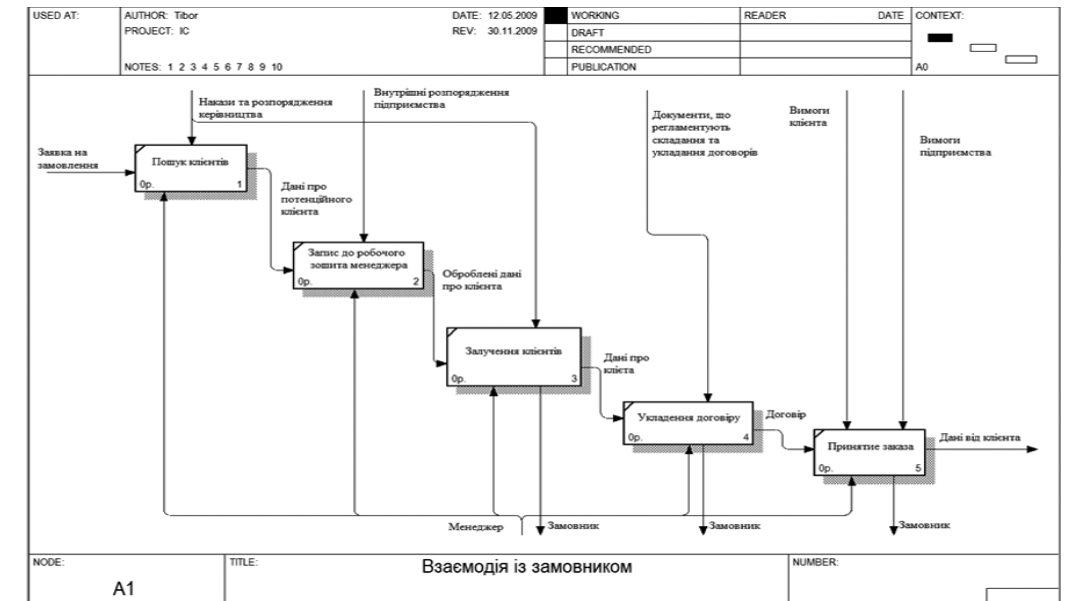 USED AT:
AUTHOR: Tibor
DATE: 12.05.2009
WORKING
READER
DATE
CONTEXT:
PROJECT: IC
REV: 30.11.2009
DRAFT
RECOMMENDED
NOTES: 1 2 3 4 5 6 7 8 9 10
PUBLICATION
A0
Накази та розпорядження
керівництва
Внутрішні розпорядження
підприємства
Документи, що
регламентують
складання та
укладання договорів
Вимоги
клієнта
Вимоги
підприємства
Заявка на
замовлення
Пошук клієнтів
0р.
1
Дані про
потенційного
клієнта
Запис до робочого
зошита менеджера
0р.
2
Оброблені дані
про клієнта
Залучення клієнтів
0р.
3
Дані про
клієта
Укладення договіру
0р.
4
Договір
Принятие заказа
0р.
5
Дані від клієнта
Менеджер
Замовник
Замовник
Замовник
NODE:
A1
TITLE:
Взаємодія із замовником
NUMBER: